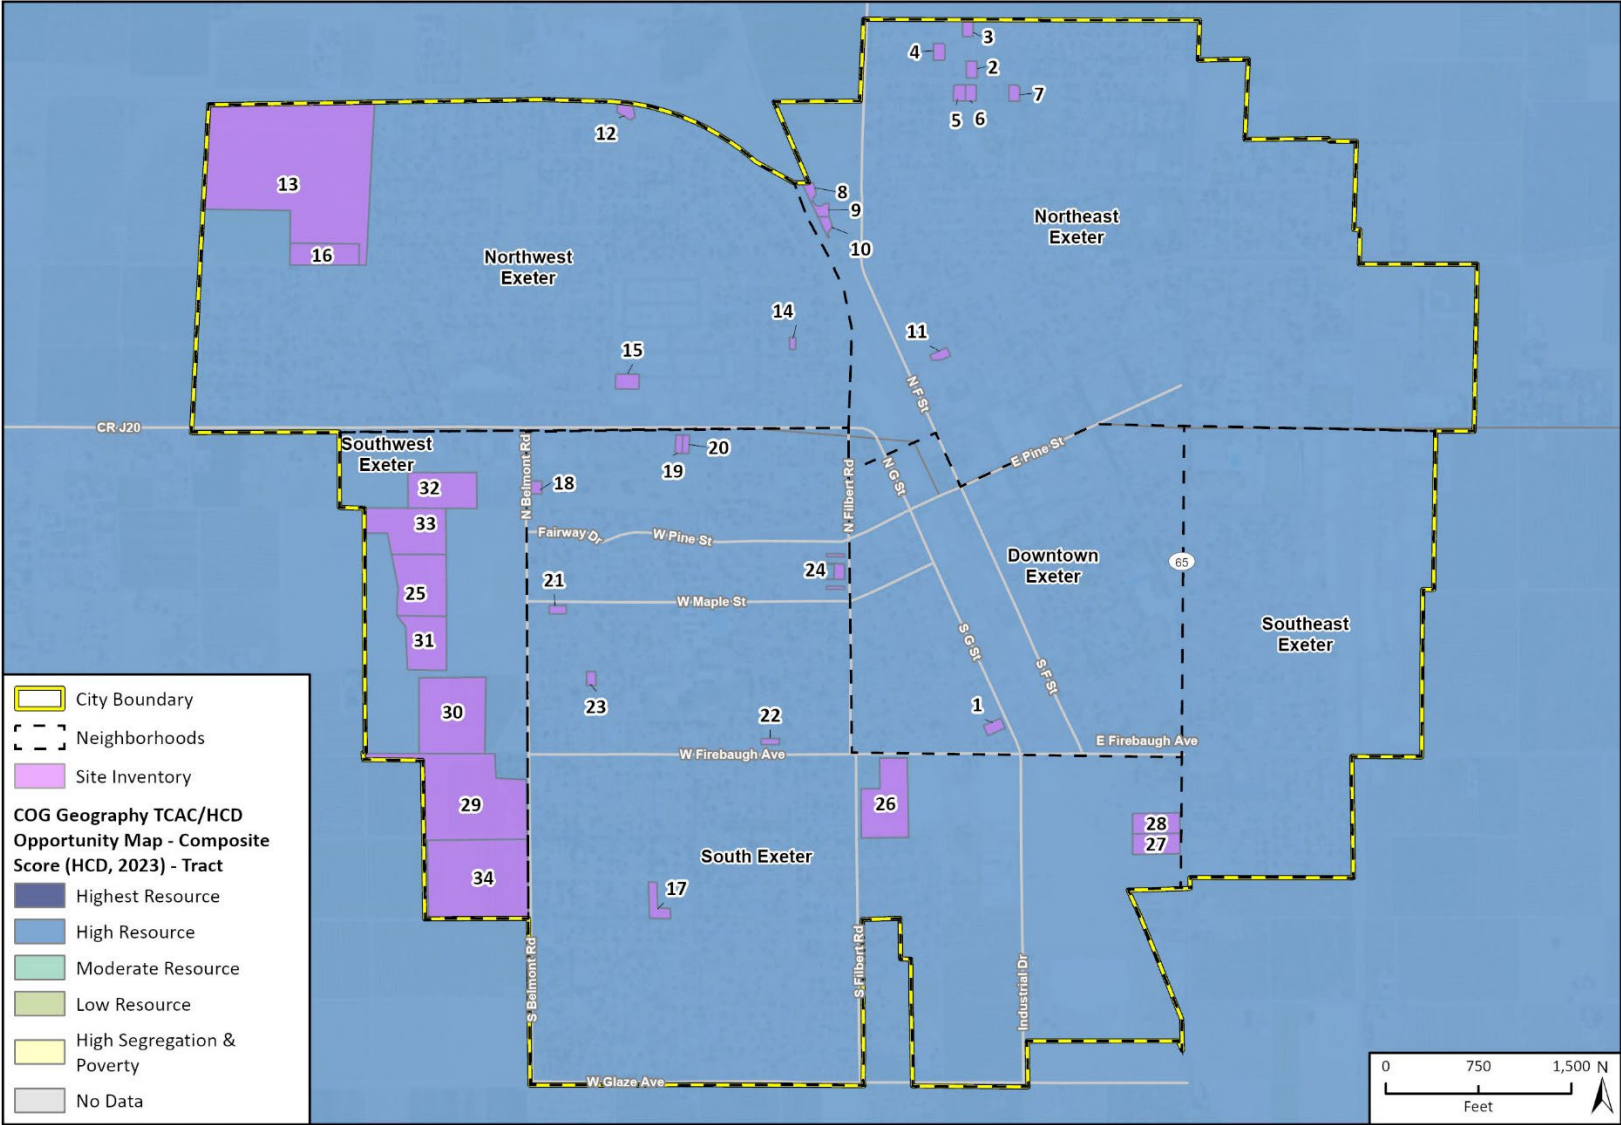 3
4
2
7
5
6
12
13
8
9
10
Northeast
Exeter
Northwest
Exeter
16
14
11
15
N F St
CR J20
Southwest
Exeter
20
19
E Pine St
N G St
N Belmont Rd
N Filbert Rd
32
18
33
Fairway Dr
W Pine St
Downtown
Exeter
65
24
21
25
W Maple St
Southeast
Exeter
31
S G St
S F St
23
30
22
1
W Firebaugh Ave
E Firebaugh Ave
29
26
28
27
South Exeter
34
17
S Belmont Rd
S Filbert Rd
Industrial Dr
W Glaze Ave
City Boundary
Neighborhoods
Site Inventory
COG Geography TCAC/HCD
Opportunity Map - Composite
Score (HCD, 2023) - Tract
Highest Resource
High Resource
Moderate Resource
Low Resource
High Segregation &
Poverty
No Data
0 750 1,500 N
Feet